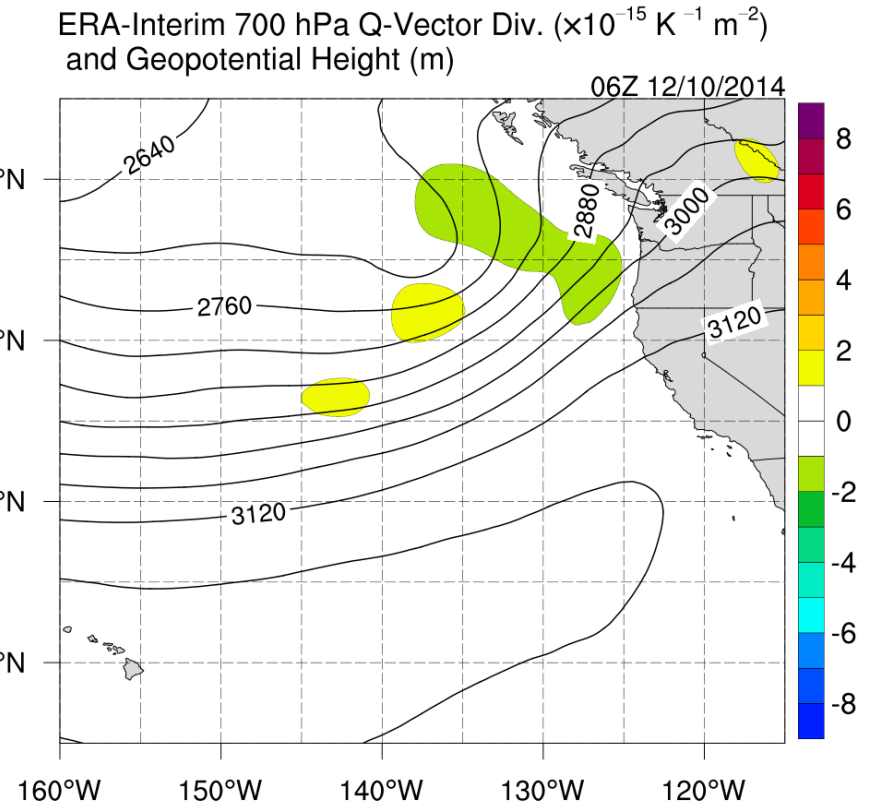 ERA-Interim 700 hPa Q-Vector Div. (×10⁻¹⁵ K ⁻¹ m⁻²)
and Geopotential Height (m)
06Z 12/10/2014
2640
2880
3000
2760
3120
3120
°N
°N
°N
°N
8
6
4
2
0
-2
-4
-6
-8
160°W 150°W 140°W 130°W 120°W